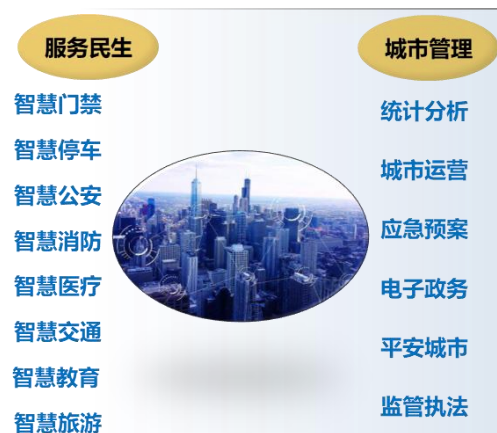 服务民生
智慧门禁
智慧停车
智慧公安
智慧消防
智慧医疗
智慧交通
智慧教育
智慧旅游
城市管理
统计分析
城市运营
应急预案
电子政务
平安城市
监管执法